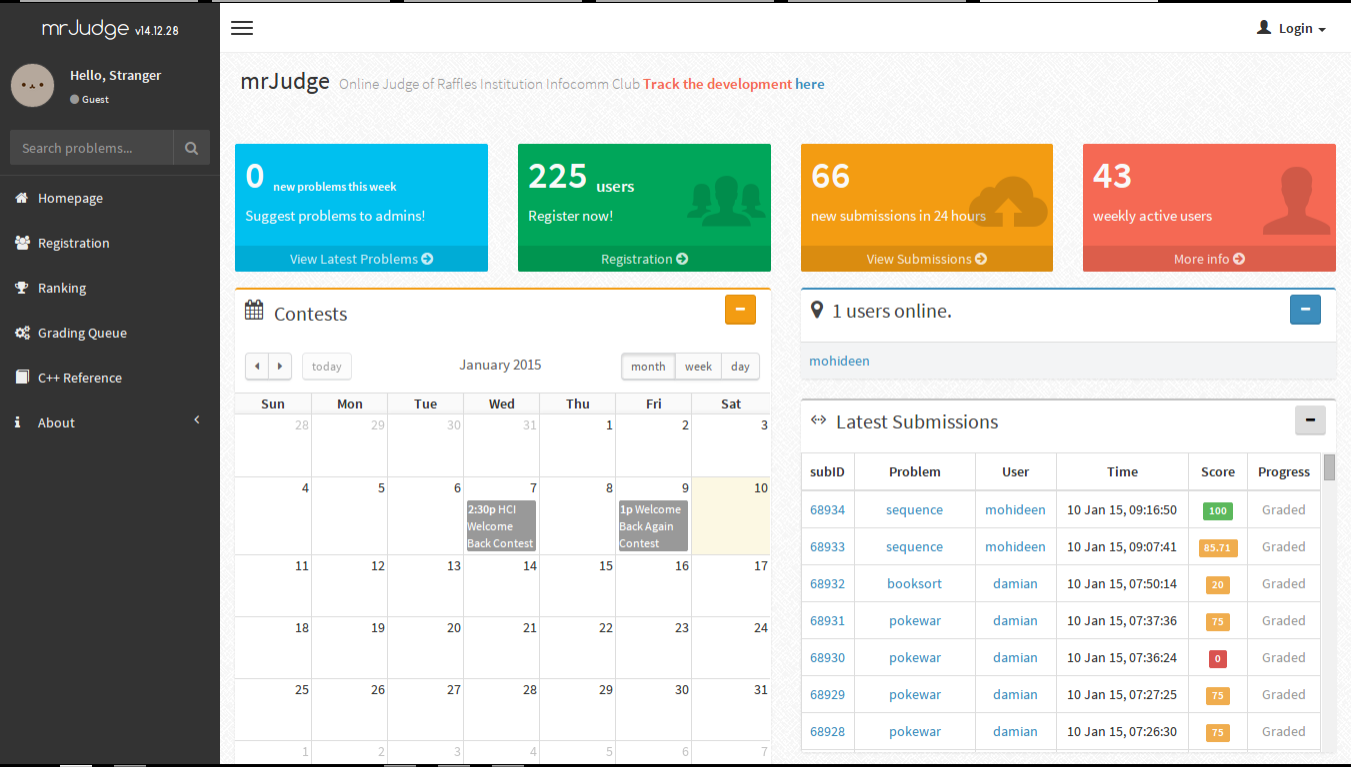 mrJudge v14.12.28
Hello, Stranger
Guest
Search problems...
Homepage
Registration
Ranking
Grading Queue
C++ Reference
About
Login
mrJudge Online Judge of Raffles Institution Infocomm Club Track the development here
0 new problems this week
Suggest problems to admins!
View Latest Problems
225 users
Register now!
Registration
66
new submissions in 24 hours
View Submissions
43
weekly active users
More info
Contests
today
January 2015
month week day
Sun Mon Tue Wed Thu Fri Sat
28 29 30 31 1 2 3
4 5 6 7 8 9 10
2:30p HCI
Welcome
Back Contest
1p Welcome
Back Again
Contest
11 12 13 14 15 16 17
18 19 20 21 22 23 24
25 26 27 28 29 30 31
1 2 3 4 5 6 7
1 users online.
mohideen
Latest Submissions
subID Problem User Time Score Progress
68934 sequence mohideen 10 Jan 15, 09:16:50 100 Graded
68933 sequence mohideen 10 Jan 15, 09:07:41 85.71 Graded
68932 booksort damian 10 Jan 15, 07:50:14 20 Graded
68931 pokewar damian 10 Jan 15, 07:37:36 75 Graded
68930 pokewar damian 10 Jan 15, 07:36:24 0 Graded
68929 pokewar damian 10 Jan 15, 07:27:25 75 Graded
68928 pokewar damian 10 Jan 15, 07:26:30 75 Graded